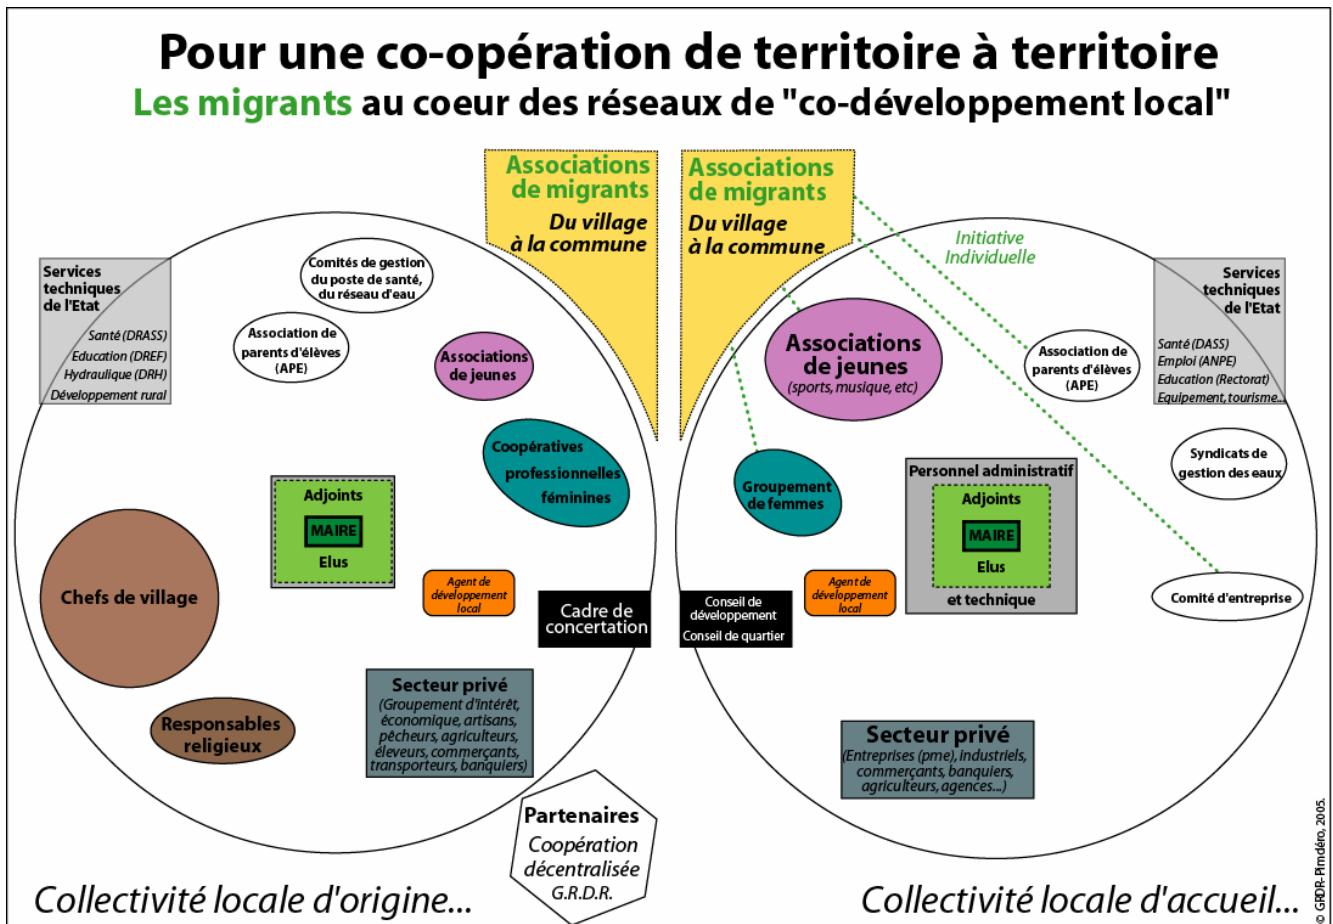 Pour une co-opération de territoire à territoire
Les migrants au coeur des réseaux de "co-développement local"
Associations
de migrants
Du village
à la commune
Associations
de migrants
Du village
à la commune
Initiative
Individuelle
Services
techniques
de l'Etat
Santé (DRASS)
Education (DREF)
Hydraulique (DRH)
Développement rural
Comités de gestion
du poste de santé,
du réseau d'eau
Association de
parents d'élèves
(APE)
Associations
de jeunes
Coopératives
professionnelles
féminines
Adjoints
MAIRE
Elus
Chefs de village
Agent de
développement
local
Cadre de
concertation
Responsables
religieux
Secteur privé
(Groupement d'intérêt,
économique, artisans,
pêcheurs, agriculteurs,
éleveurs, commerçants,
transporteurs, banquiers)
Partenaires
Coopération
décentralisée
G.R.D.R.
Collectivité locale d'origine...
Associations
de jeunes
(sports, musique, etc)
Association de
parents d'élèves
(APE)
Services
techniques
de l'Etat
Santé (DASS)
Emploi (ANPE)
Education (Rectorat)
Equipement, tourisme...
Syndicats de
gestion des eaux
Groupement
de femmes
Personnel administratif
Adjoints
MAIRE
Elus
et technique
Agent de
développement
local
Conseil de
développement
Conseil de quartier
Comité d'entreprise
Secteur privé
(Entreprises (pme), industriels,
commerçants, banquiers,
agriculteurs, agences...)
Collectivité locale d'accueil...
© GRDR-Pimdéro, 2005.